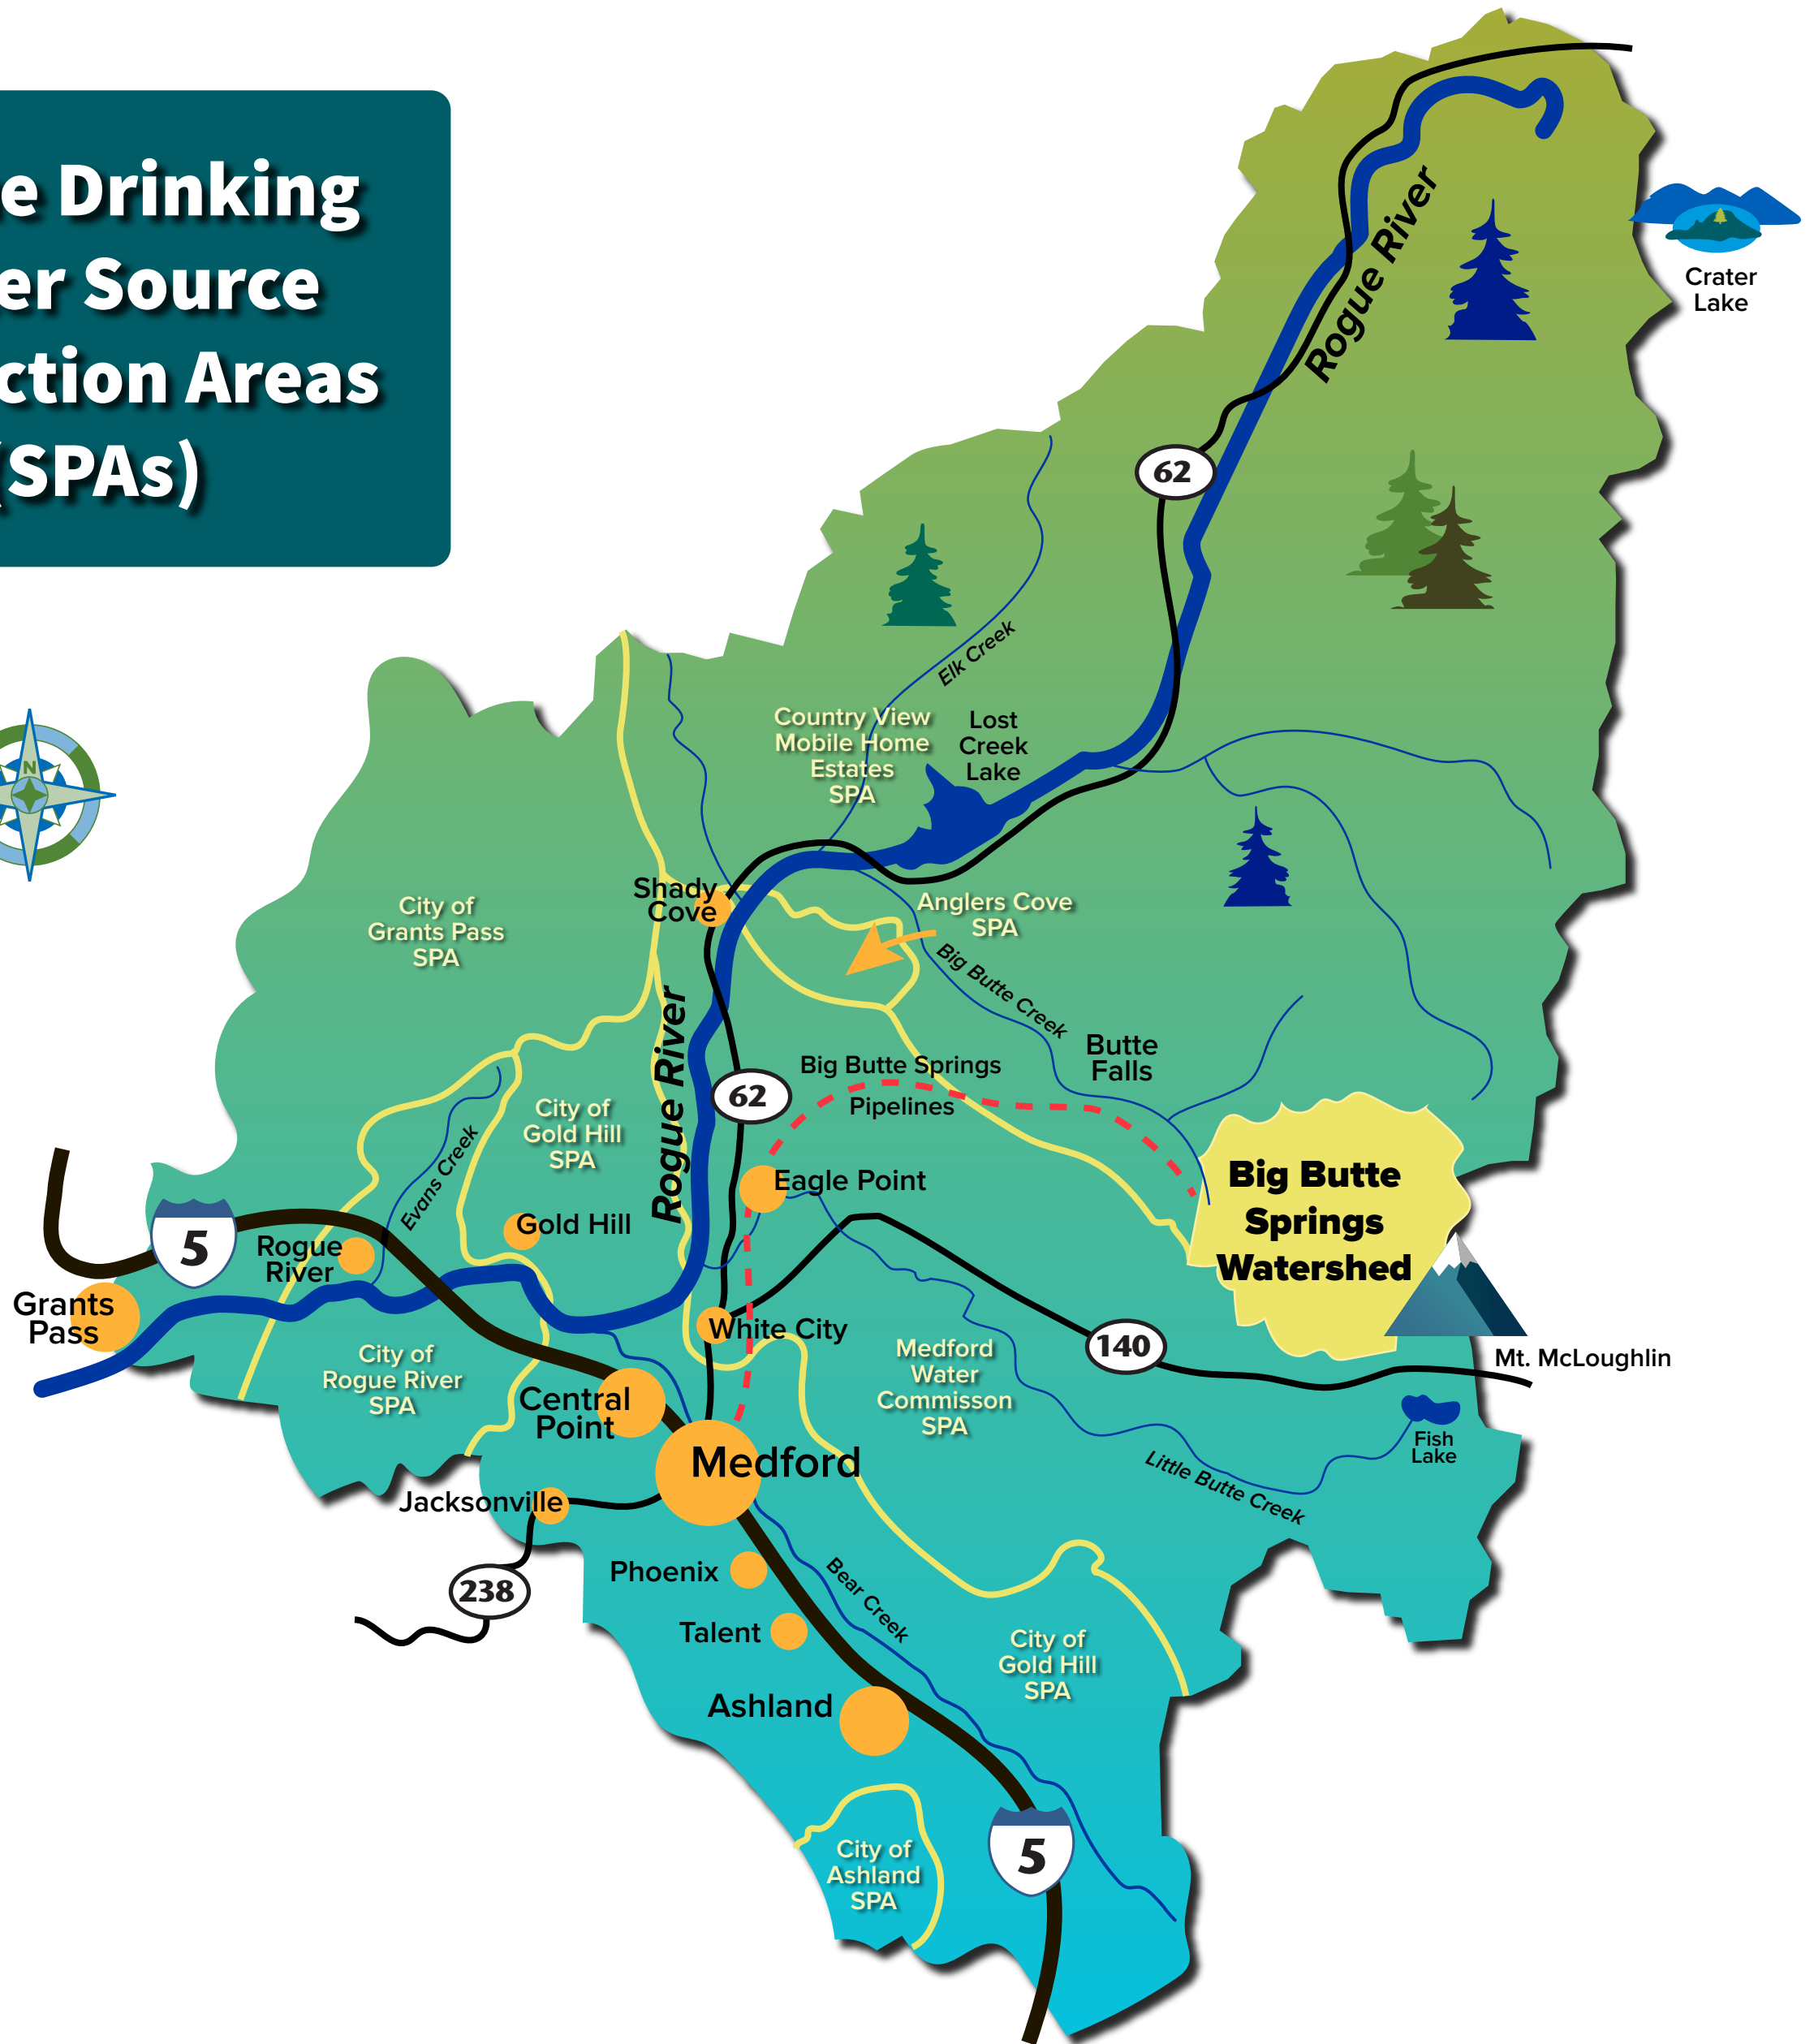 e Drinking
er Source
ction Areas
(SPAs)
Rogue River
Crater
Lake
62
Elk Creek
Country View
Mobile Home
Estates
SPA
Lost
Creek
Lake
N
Shady
Cove
City of
Grants Pass
SPA
Anglers Cove
SPA
Big Butte Creek
Rogue River
Butte
Falls
Big Butte Springs
Pipelines
62
City of
Gold Hill
SPA
Evans Creek
Eagle Point
Big Butte
Springs
Watershed
Gold Hill
5
Rogue
River
Grants
Pass
White City
140
Mt. McLoughlin
City of
Rogue River
SPA
Medford
Water
Commisson
SPA
Central
Point
Fish
Lake
Medford
Little Butte Creek
Jacksonville
Phoenix
238
Bear Creek
Talent
City of
Gold Hill
SPA
Ashland
5
City of
Ashland
SPA